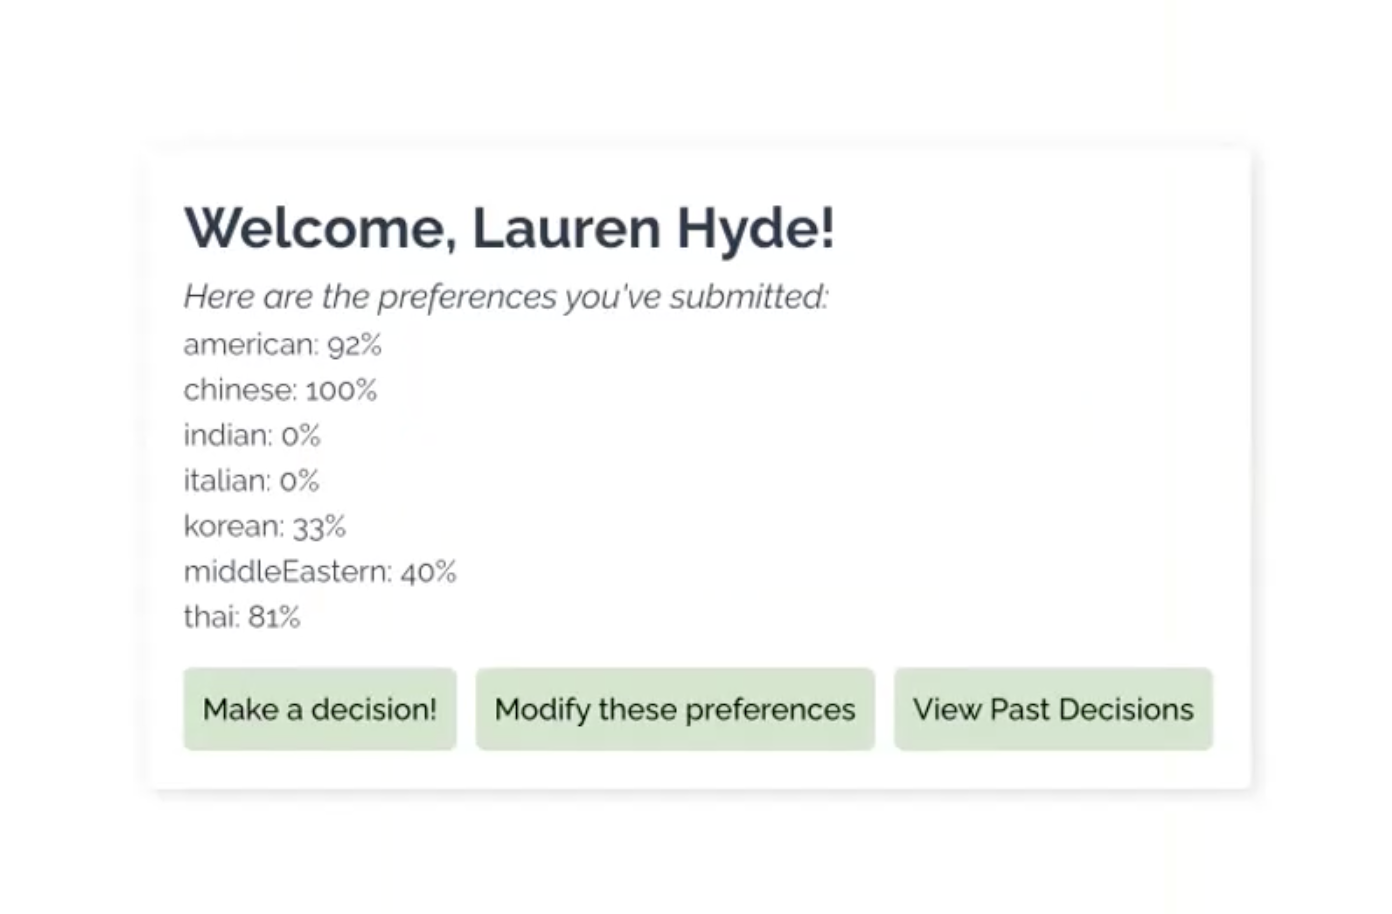 Welcome, Lauren Hyde!
Here are the preferences you've submitted:
american: 92%
chinese: 100%
indian: 0%
italian: 0%
korean: 33%
middleEastern: 40%
thai: 81%
Make a decision! Modify these preferences View Past Decisions